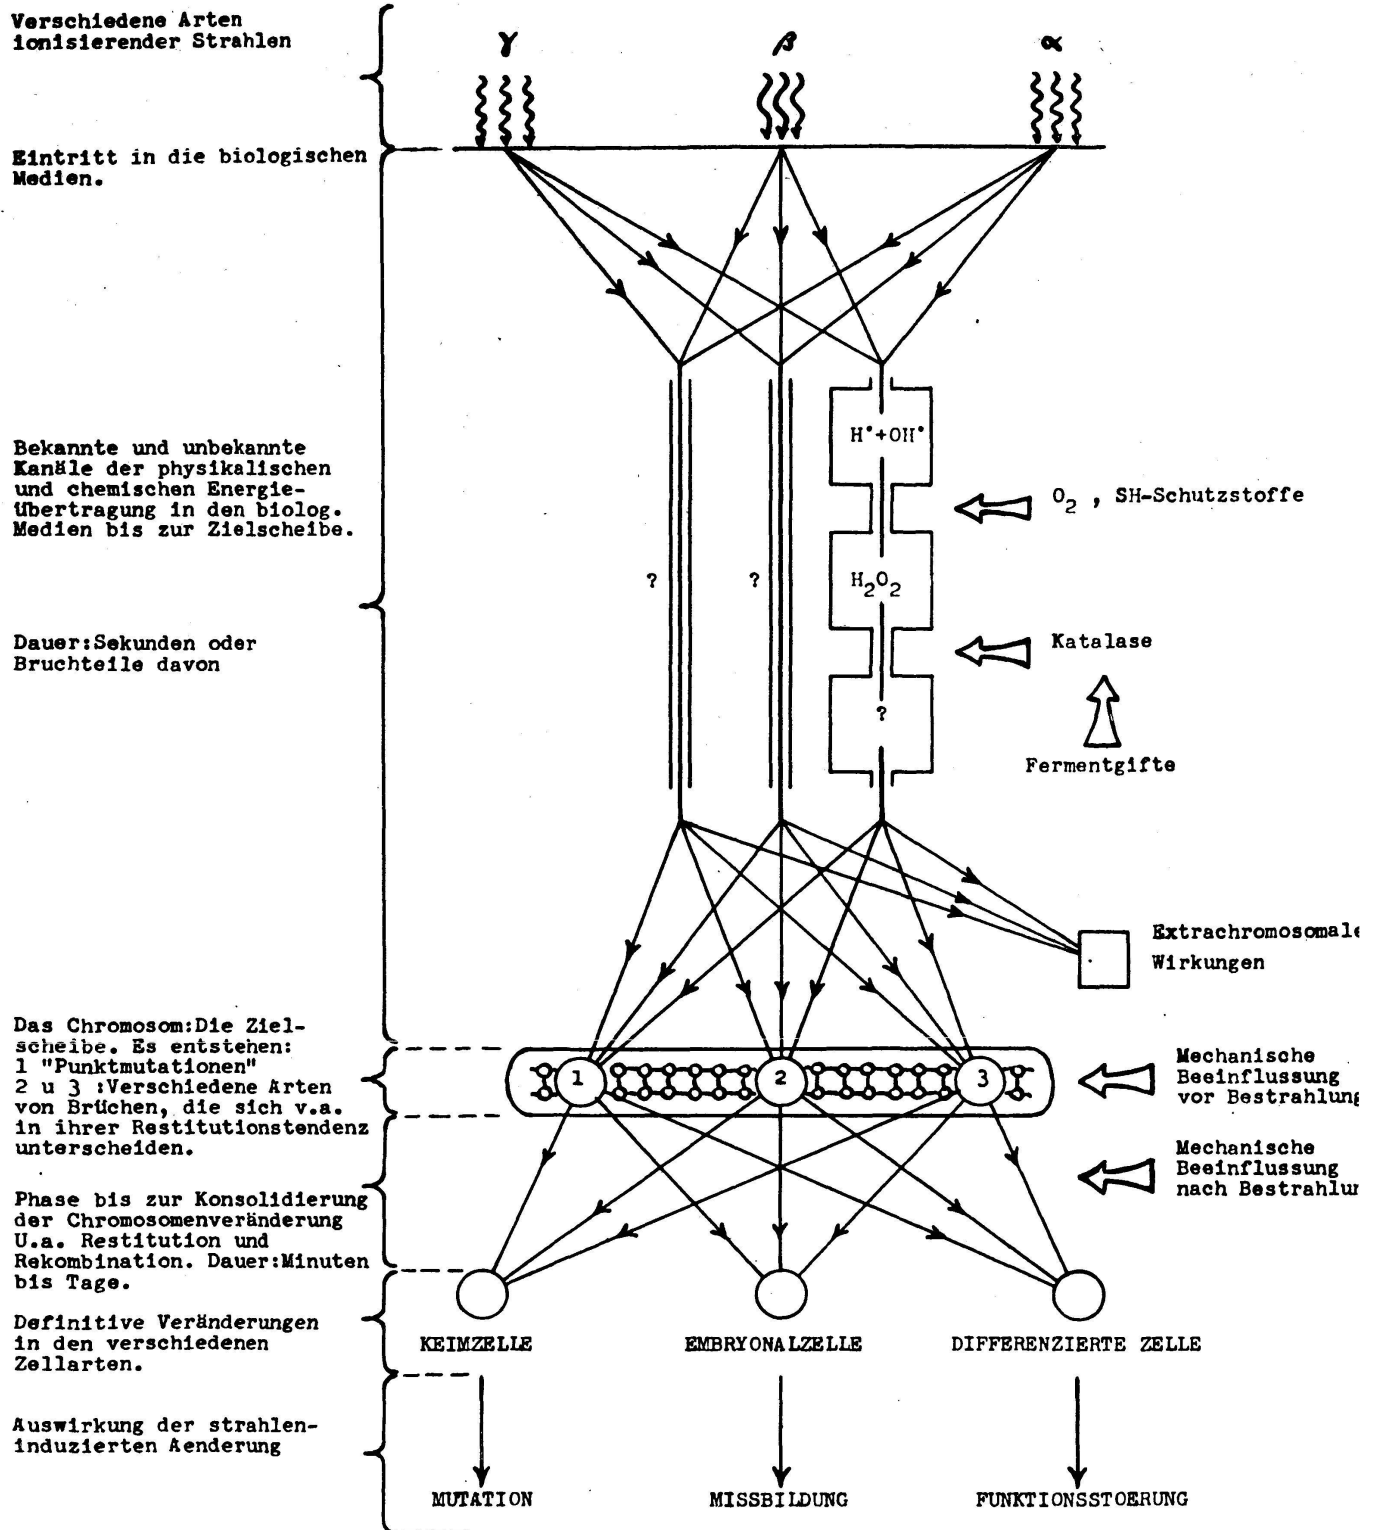 Verschiedene Arten
ionisierender Strahlen
γ
β
α
Eintritt in die biologischen
Medien.
Bekannte und unbekannte
Kanäle der physikalischen
und chemischen Energie-
übertragung in den biolog.
Medien bis zur Zielscheibe.
H•+OH•
O2 , SH-Schutzstoffe
?
?
H2O2
Dauer:Sekunden oder
Bruchteile davon
Katalase
?
Fermentgifte
Extrachromosomale
Wirkungen
Das Chromosom:Die Ziel-
scheibe. Es entstehen:
1 "Punktmutationen"
2 u 3 :Verschiedene Arten
von Brüchen, die sich v.a.
in ihrer Restitutionstendenz
unterscheiden.
1
2
3
Mechanische
Beeinflussung
vor Bestrahlung
Mechanische
Beeinflussung
nach Bestrahlun
Phase bis zur Konsolidierung
der Chromosomenveränderung
U.a. Restitution und
Rekombination. Dauer:Minuten
bis Tage.
Definitive Veränderungen
in den verschiedenen
Zellarten.
KEIMZELLE
EMBRYONALZELLE
DIFFERENZIERTE ZELLE
Auswirkung der strahlen-
induzierten Aenderung
MUTATION
MISSBILDUNG
FUNKTIONSSTOERUNG